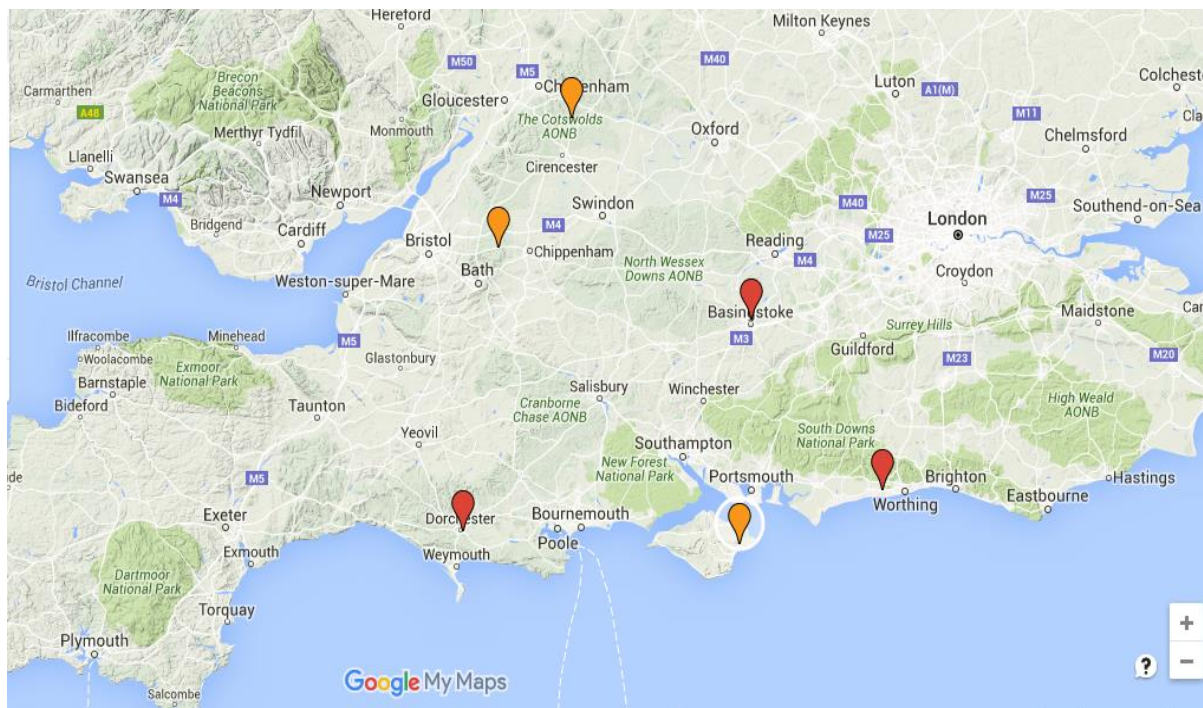 Hereford
Milton Keynes
Brecon
Beacons
National Park
M50
M5
M40
Luton
A1(M)
Carmarthen
A48
Gloucester
Colchest
Merthyr Tydfil
Monmouth
The Cotswolds
AONB
Oxford
M11
Cla
Chelmsford
Llanelli
Swansea
M4
Cirencester
Newport
Swindon
M40
M25
Southend-on-Sea
Bridgend
Cardiff
Bristol
M4
Chippenham
Reading
M25
London
Bath
Weston-super-Mare
North Wessex
Downs AONB
M4
Croydon
Bristol Channel
Maidstone
Can
Ilfracombe
Minehead
M5
M3
Surrey Hills
Woolacombe
Exmoor
National Park
Glastonbury
Guildford
M23
M20
Barnstaple
Bideford
Taunton
Salisbury
Winchester
High Weald
AONB
Cranborne
Chase AONB
Yeovil
South Downs
National Park
Southampton
New Forest
National Park
Portsmouth
Brighton
Hastings
M5
Worthing
Eastbourne
Exeter
Bournemouth
Poole
Exmouth
Weymouth
Dartmoor
National Park
Torquay
Plymouth
Salcombe
Google My Maps
+
−
?